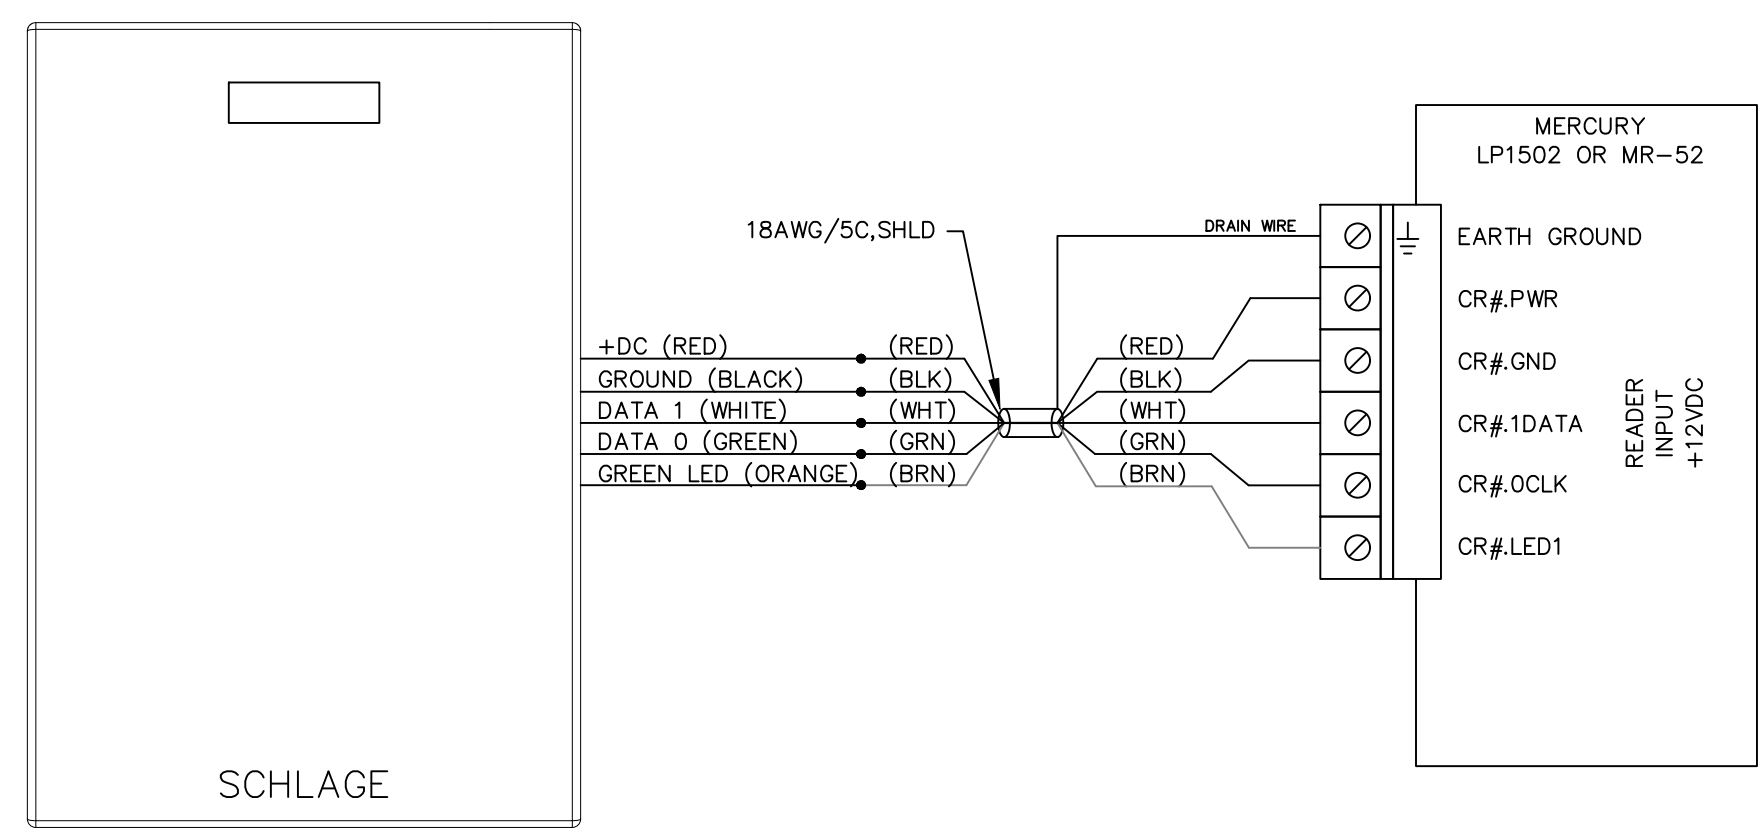 MERCURY
LP1502 OR MR-52
18AWG/5C,SHLD
DRAIN WIRE
EARTH GROUND
CR#.PWR
+DC (RED) (RED) (RED)
CR#.GND
GROUND (BLACK) (BLK) (BLK)
DATA 1 (WHITE) (WHT) (WHT)
CR#.1DATA
DATA 0 (GREEN) (GRN) (GRN)
GREEN LED (ORANGE) (BRN) (BRN)
CR#.0CLK
CR#.LED1
READER
INPUT
+12VDC
SCHLAGE